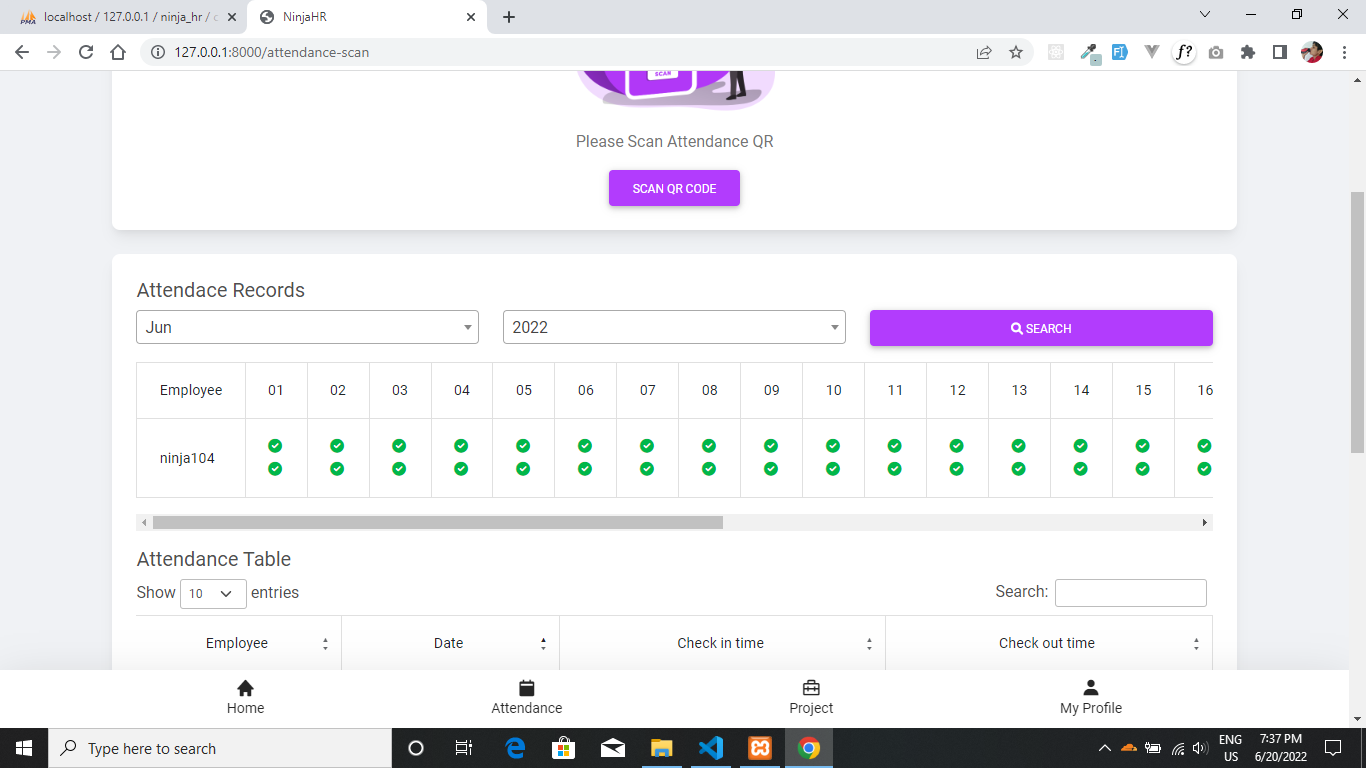 localhost / 127.0.0.1 / ninja_hr / c
NinjaHR
127.0.0.1:8000/attendance-scan
SCAN
Please Scan Attendance QR
SCAN QR CODE
Attendace Records
Jun 2022 SEARCH
Employee 01 02 03 04 05 06 07 08 09 10 11 12 13 14 15 16
ninja104
Attendance Table
Show 10 entries Search:
Employee Date Check in time Check out time
Home Attendance Project My Profile
Type here to search
ENG 7:37 PM
US 6/20/2022